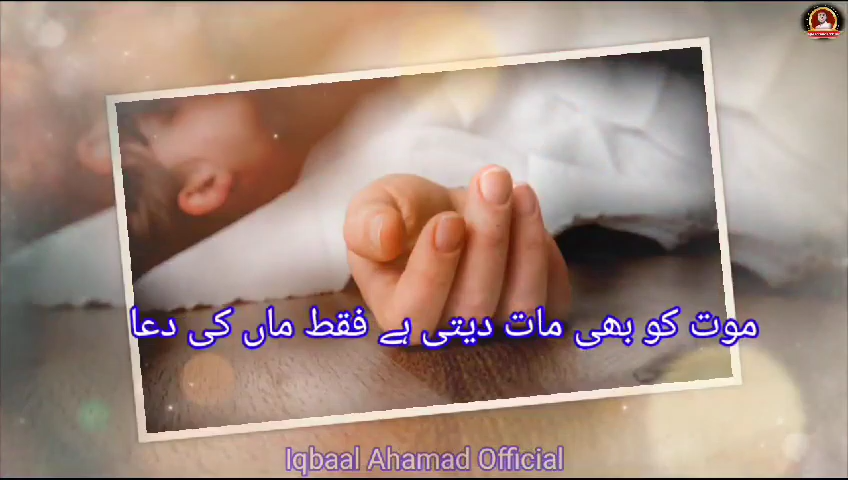 موت کو بھی مات دیتی ہے فقط ماں کی دعا
Iqbaal Ahamad Official